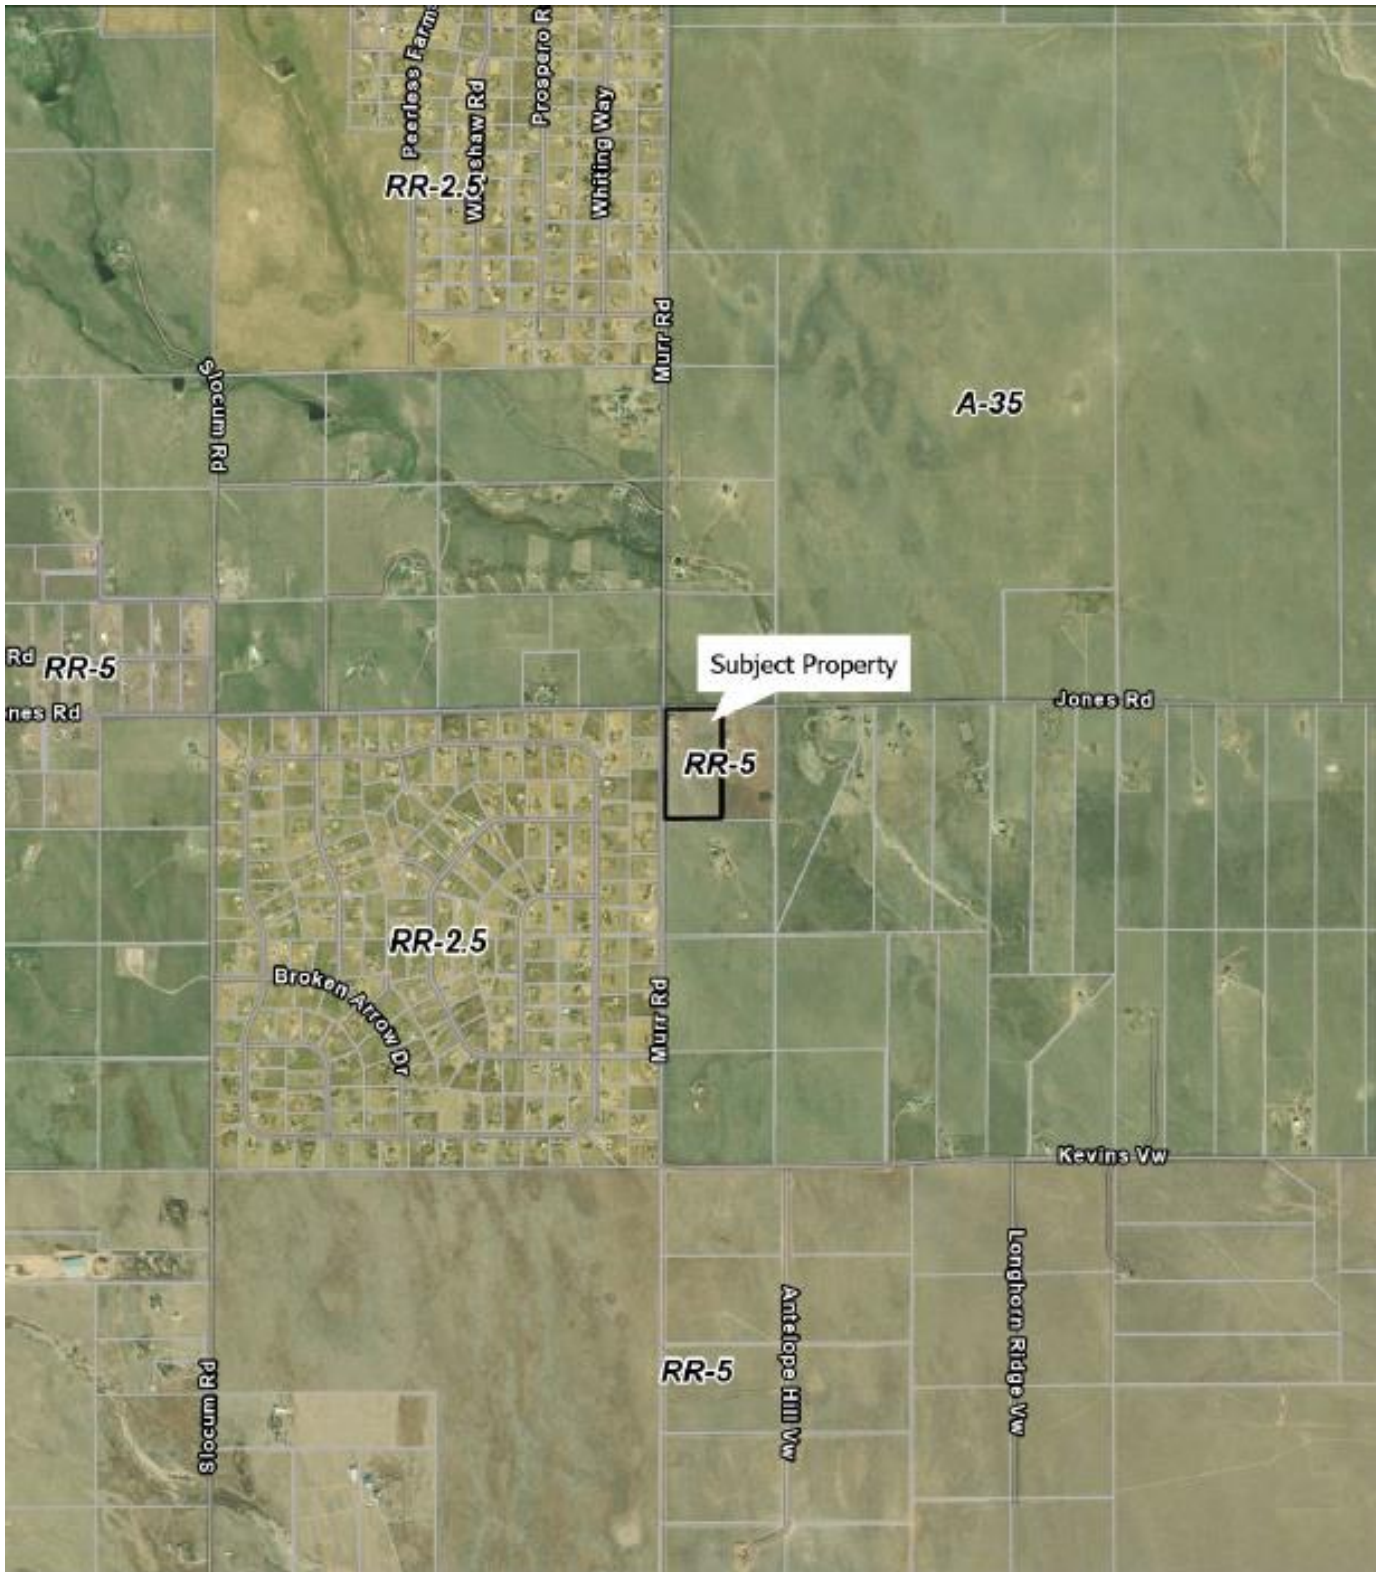 Peerless Farms
Prospero R
Whiting Way
RR-2.5
Murr Rd
Slocum Rd
A-35
Subject Property
Rd
RR-5
nes Rd
Jones Rd
RR-5
RR-2.5
Broken Arrow Dr
Murr Rd
Kevins Vw
Longhorn Ridge Vw
Antelope Hill Vw
RR-5
Slocum Rd